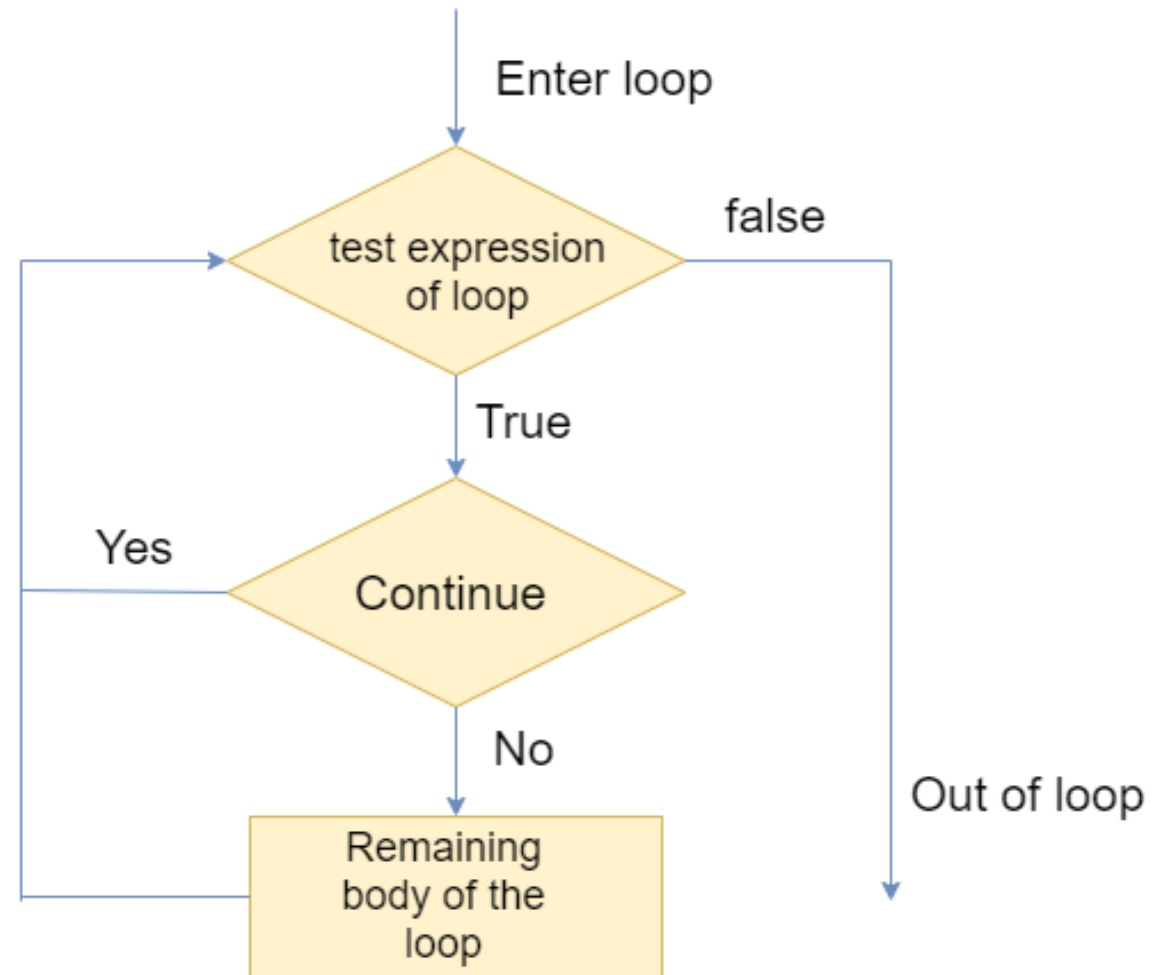 Enter loop
false
test expression
of loop
True
Yes
Continue
No
Out of loop
Remaining
body of the
loop